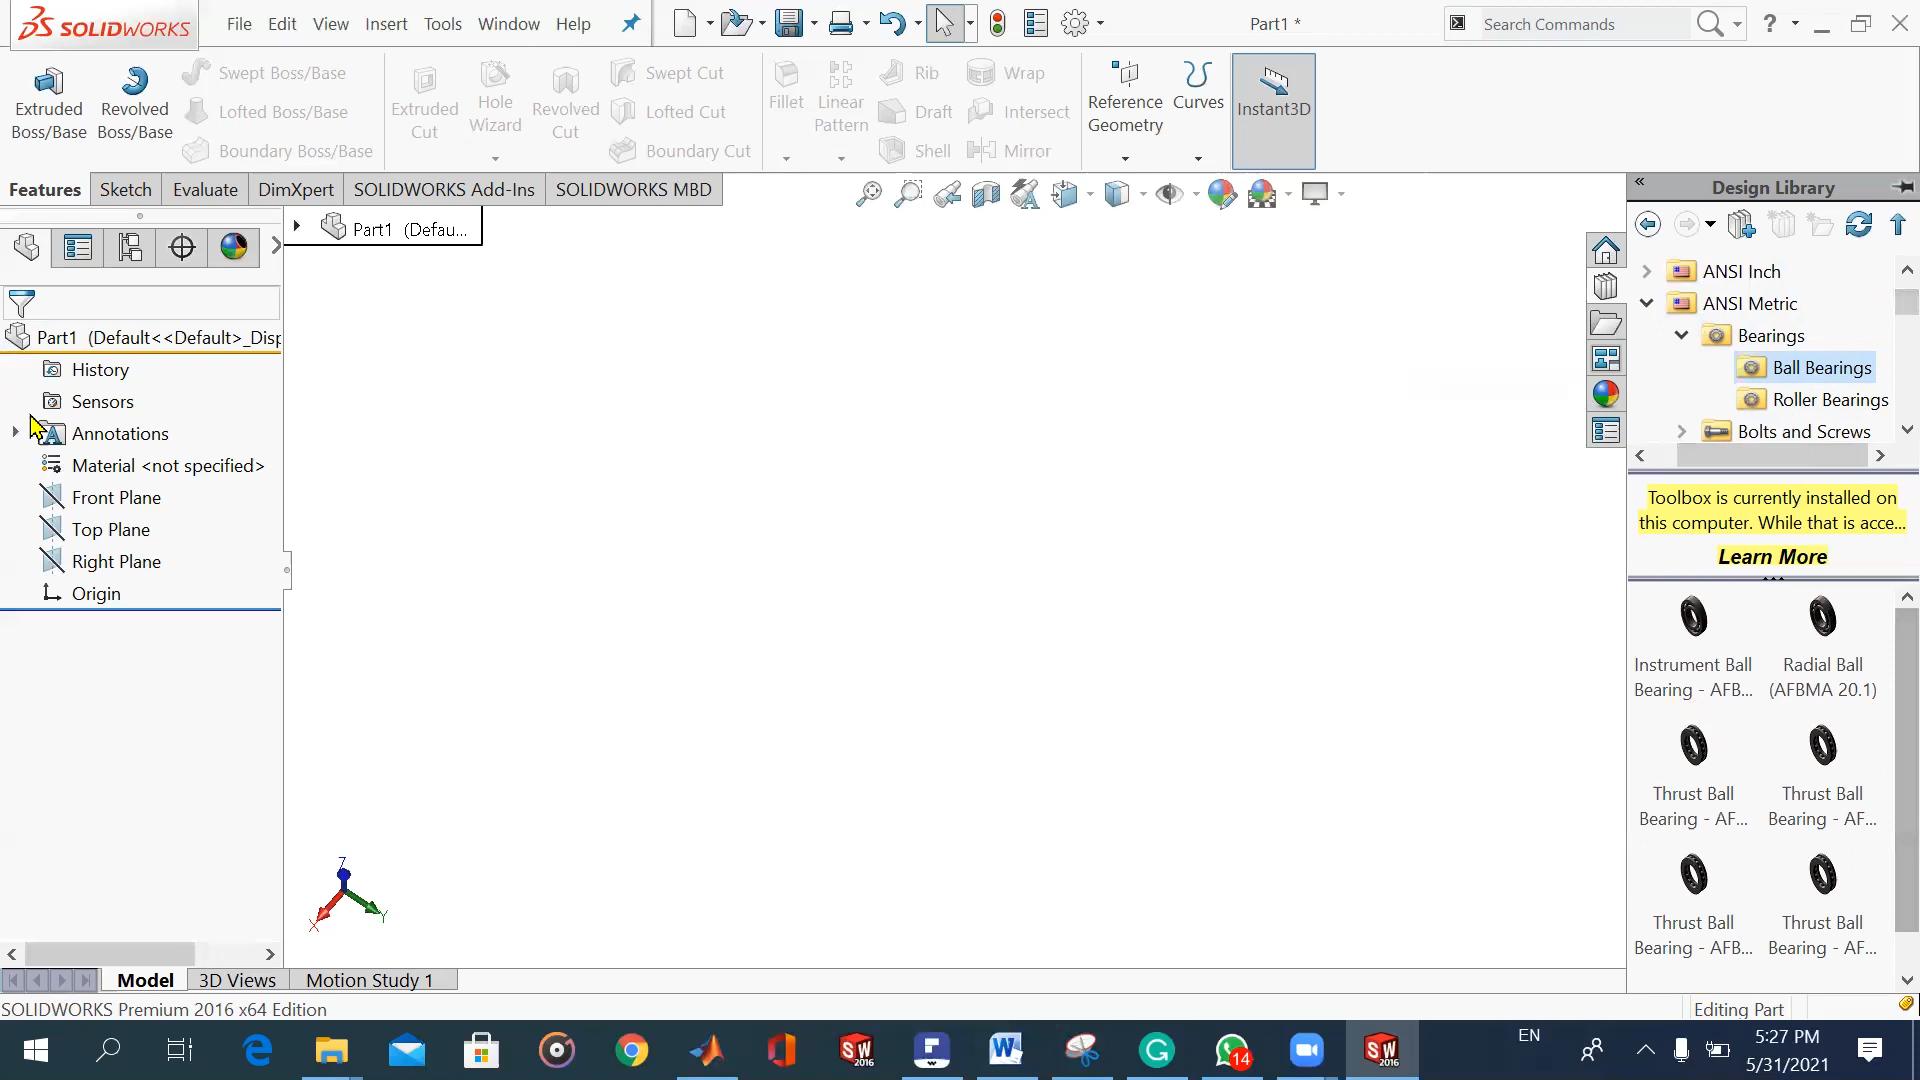 SOLIDWORKS File Edit View Insert Tools Window Help Part1 * Search Commands ?
Extruded Boss/Base
Revolved Boss/Base
Swept Boss/Base
Lofted Boss/Base
Boundary Boss/Base
Extruded Cut
Hole Wizard
Revolved Cut
Swept Cut
Lofted Cut
Boundary Cut
Fillet
Linear Pattern
Rib
Draft
Shell
Wrap
Intersect
Mirror
Reference Geometry
Curves
Instant3D
Features Sketch Evaluate DimXpert SOLIDWORKS Add-Ins SOLIDWORKS MBD
Part1 (Defau...
Part1 (Default<<Default>_Disp
History
Sensors
Annotations
Material <not specified>
Front Plane
Top Plane
Right Plane
Origin
Z
X
Y
Design Library
ANSI Inch
ANSI Metric
Bearings
Ball Bearings
Roller Bearings
Bolts and Screws
Toolbox is currently installed on
this computer. While that is acce...
Learn More
Instrument Ball
Bearing - AFB...
Radial Ball
(AFBMA 20.1)
Thrust Ball
Bearing - AF...
Thrust Ball
Bearing - AF...
Thrust Ball
Bearing - AFB...
Thrust Ball
Bearing - AF...
Model 3D Views Motion Study 1
SOLIDWORKS Premium 2016 x64 Edition
Editing Part
SW 2016
14
SW 2016
EN
5:27 PM
5/31/2021